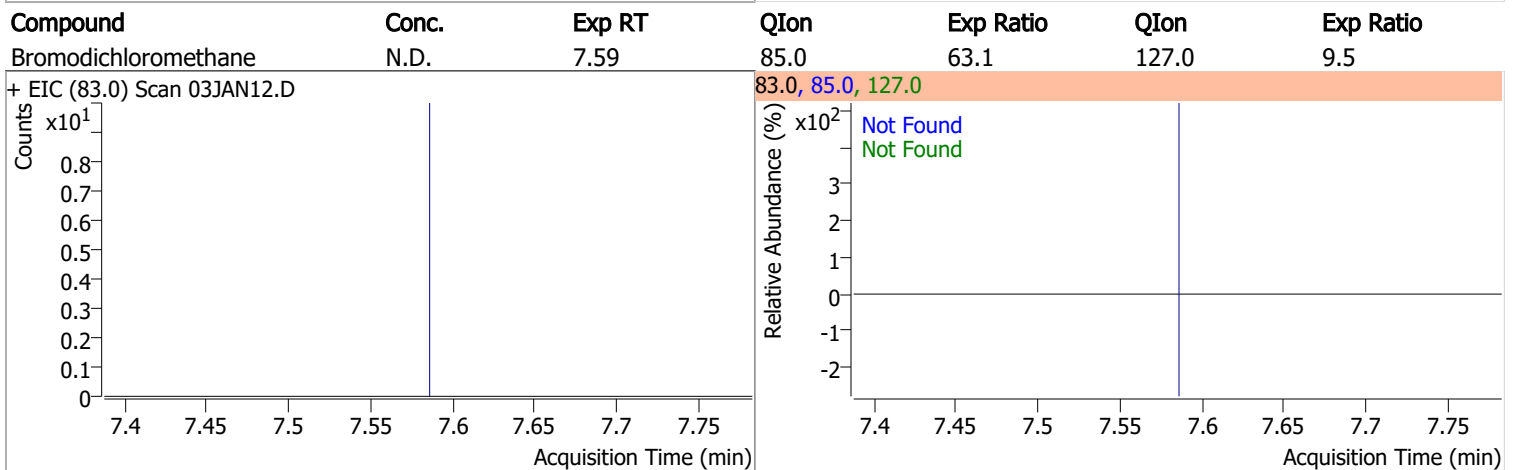 Compound Conc. Exp RT QIon Exp Ratio QIon Exp Ratio
Bromodichloromethane N.D. 7.59 85.0 63.1 127.0 9.5
+ EIC (83.0) Scan 03JAN12.D
Counts
x10¹
0.8
0.7
0.6
0.5
0.4
0.3
0.2
0.1
0
7.4 7.45 7.5 7.55 7.6 7.65 7.7 7.75
Acquisition Time (min)
83.0, 85.0, 127.0
Relative Abundance (%)
x10²
Not Found
Not Found
3
2
1
0
-1
-2
7.4 7.45 7.5 7.55 7.6 7.65 7.7 7.75
Acquisition Time (min)